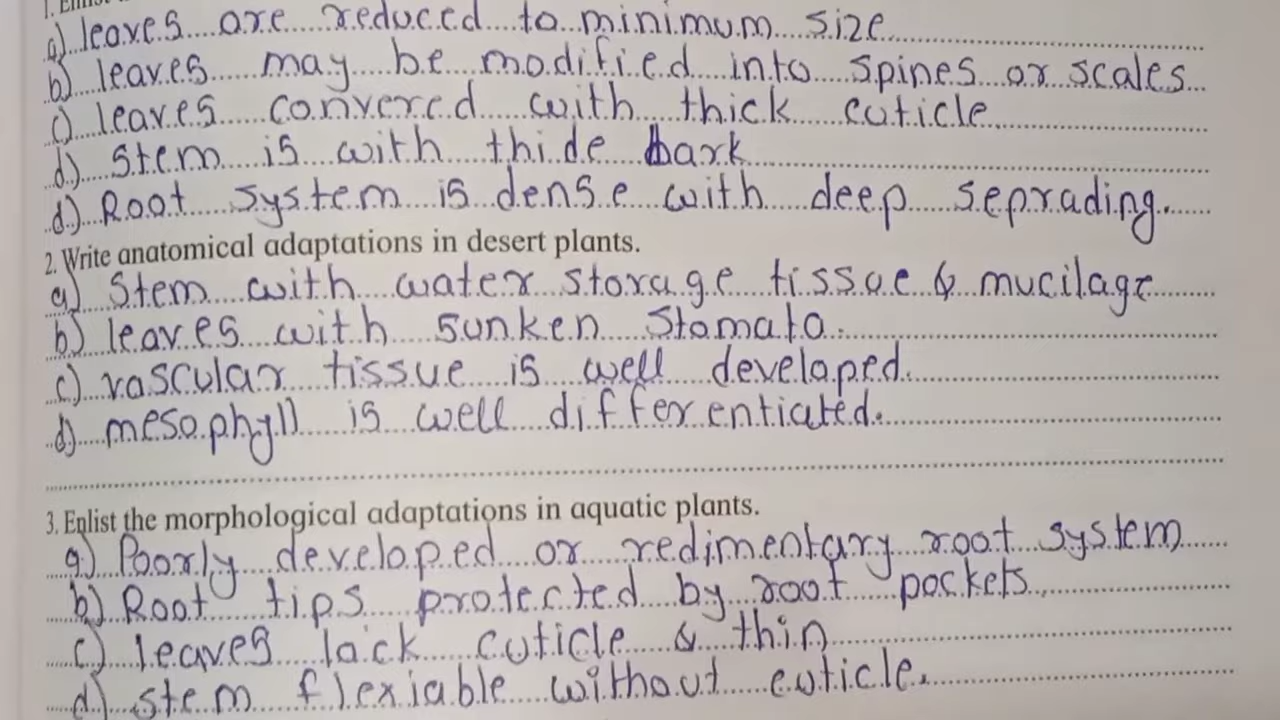 a) leaves are reduced to minimum size
b) leaves may be modified into spines or scales
c) leaves convered with thick cuticle
d) Stem is with thide bark
d) Root system is dense with deep seprading.
2. Write anatomical adaptations in desert plants.
a) Stem with water storage tissue & mucilage
b) leaves with sunken Stomata.
c) vascular tissue is well developed.
d) mesophyll is well differentiated.
3. Enlist the morphological adaptations in aquatic plants.
a) Poorly developed or redimentary root system
b) Root tips protected by root pockets.
c) leaves lack cuticle & thin
d) stem flexiable without cuticle.